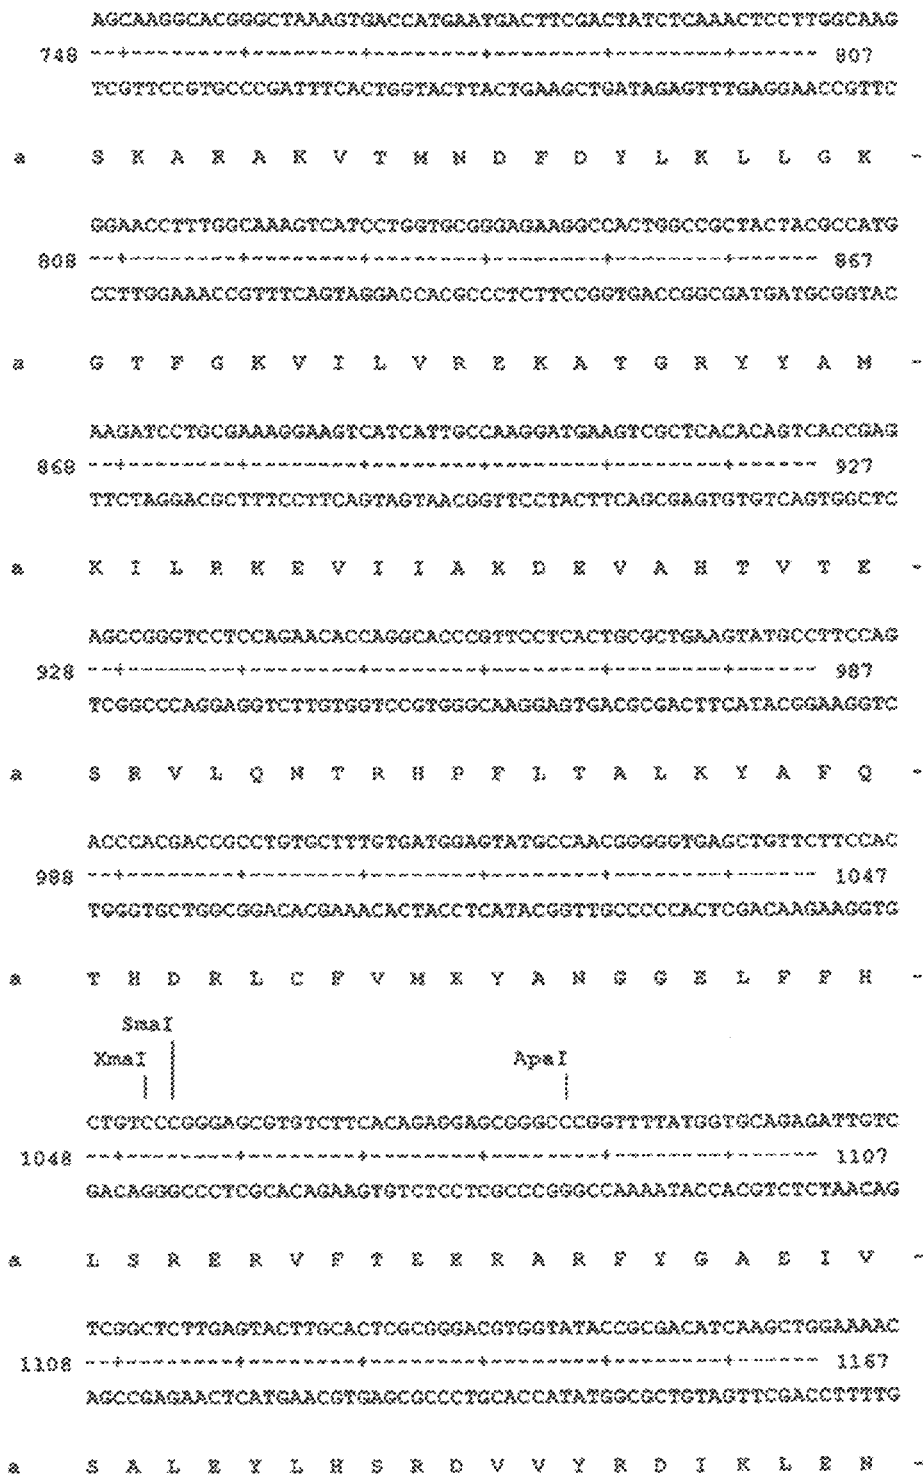 AGCAAGGCACGGGCTAAAGTGACCATGAATGACTTCGACTATCTCAAACTCCTTGGCAAG
748 --+---------+---------+---------+---------+---------+------- 807
TCGTTCCGTGCCCGATTTCACTGGTACTTACTGAAGCTGATAGAGTTTGAGGAACCGTTC
a S K A R A K V T M N D F D Y L K L L G K -
GGAACCTTTGGCAAAGTCATCCTGGTGCGGGAGAAGGCCACTGGCCGCTACTACGCCATG
808 --+---------+---------+---------+---------+---------+------- 867
CCTTGGAAACCGTTTCAGTAGGACCACGCCCTCTTCCGGTGACCGGCGATGATGCGGTAC
a G T F G K V I L V R E K A T G R Y Y A M -
AAGATCCTGCGAAAGGAAGTCATCATTGCCAAGGATGAAGTCGCTCACACAGTCACCGAG
868 --+---------+---------+---------+---------+---------+------- 927
TTCTAGGACGCTTTCCTTCAGTAGTAACGGTTCCTACTTCAGCGAGTGTGTCAGTGGCTC
a K I L R K E V I I A K D E V A H T V T E -
AGCCGGGTCCTCCAGAACACCAGGCACCCGTTCCTCACTGCGCTGAAGTATGCCTTCCAG
928 --+---------+---------+---------+---------+---------+------- 987
TCGGCCCAGGAGGTCTTGTGGTCCGTGGGCAAGGAGTGACGCGACTTCATACGGAAGGTC
a S R V L Q N T R H P F L T A L K Y A F Q -
ACCCACGACCGCCTGTGCTTTGTGATGGAGTATGCCAACGGGGGTGAGCTGTTCTTCCAC
988 --+---------+---------+---------+---------+---------+------- 1047
TGGGTGCTGGCGGACACGAAACACTACCTCATACGGTTGCCCCCACTCGACAAGAAGGTG
a T H D R L C F V M E Y A N G G E L F F H -
SmaI
XmaI ApaI
CTGTCCCGGGAGCGTGTCTTCACAGAGGAGCGGGCCCGGTTTTATGGTGCAGAGATTGTC
1048 --+---------+---------+---------+---------+---------+------- 1107
GACAGGGCCCTCGCACAGAAGTGTCTCCTCGCCCGGGCCAAAATACCACGTCTCTAACAG
a L S R E R V F T E E R A R F Y G A E I V -
TCGGCTCTTGAGTACTTGCACTCGCGGGACGTGGTATACCGCGACATCAAGCTGGAAAAC
1108 --+---------+---------+---------+---------+---------+------- 1167
AGCCGAGAACTCATGAACGTGAGCGCCCTGCACCATATGGCGCTGTAGTTCGACCTTTTG
a S A L E Y L H S R D V V Y R D I K L E N -